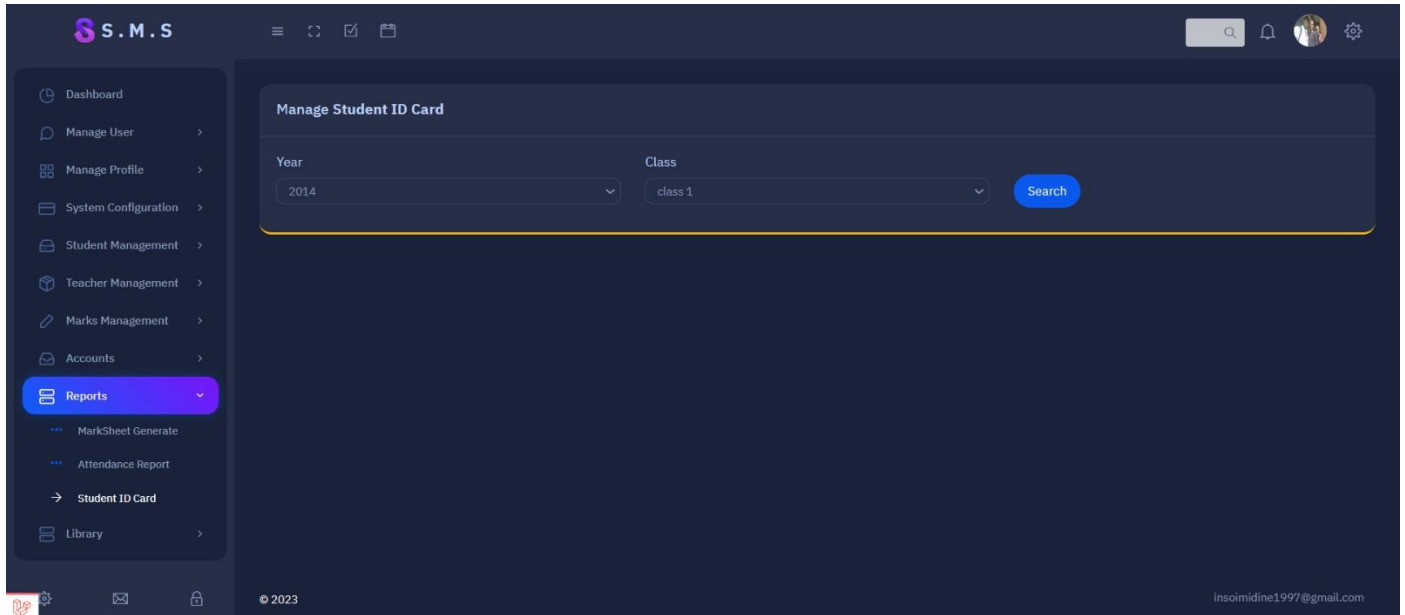 S.M.S
Dashboard
Manage User
Manage Profile
System Configuration
Student Management
Teacher Management
Marks Management
Accounts
Reports
MarkSheet Generate
Attendance Report
Student ID Card
Library
Manage Student ID Card
Year
Class
2014
class 1
Search
© 2023
insoimidine1997@gmail.com